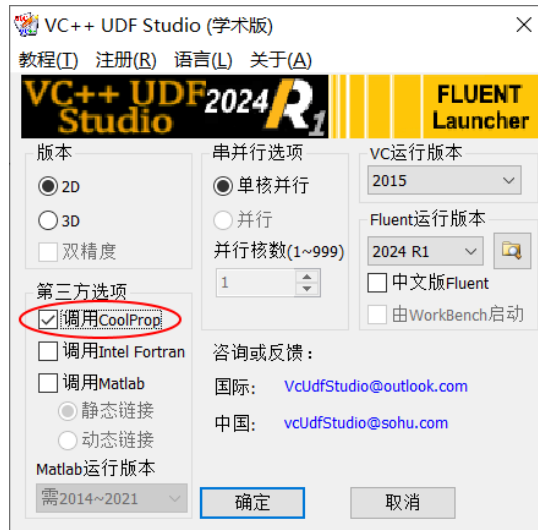 VC++ UDF Studio (学术版)
教程(T) 注册(R) 语言(L) 关于(A)
VC++ UDF Studio 2024 R1 FLUENT Launcher
版本
2D
3D
双精度
串并行选项
单核并行
并行
并行核数(1~999)
1
VC运行版本
2015
Fluent运行版本
2024 R1
中文版Fluent
由WorkBench启动
第三方选项
调用CoolProp
调用Intel Fortran
调用Matlab
静态链接
动态链接
Matlab运行版本
需2014~2021
咨询或反馈：
国际: VcUdfStudio@outlook.com
中国: vcUdfStudio@sohu.com
确定
取消